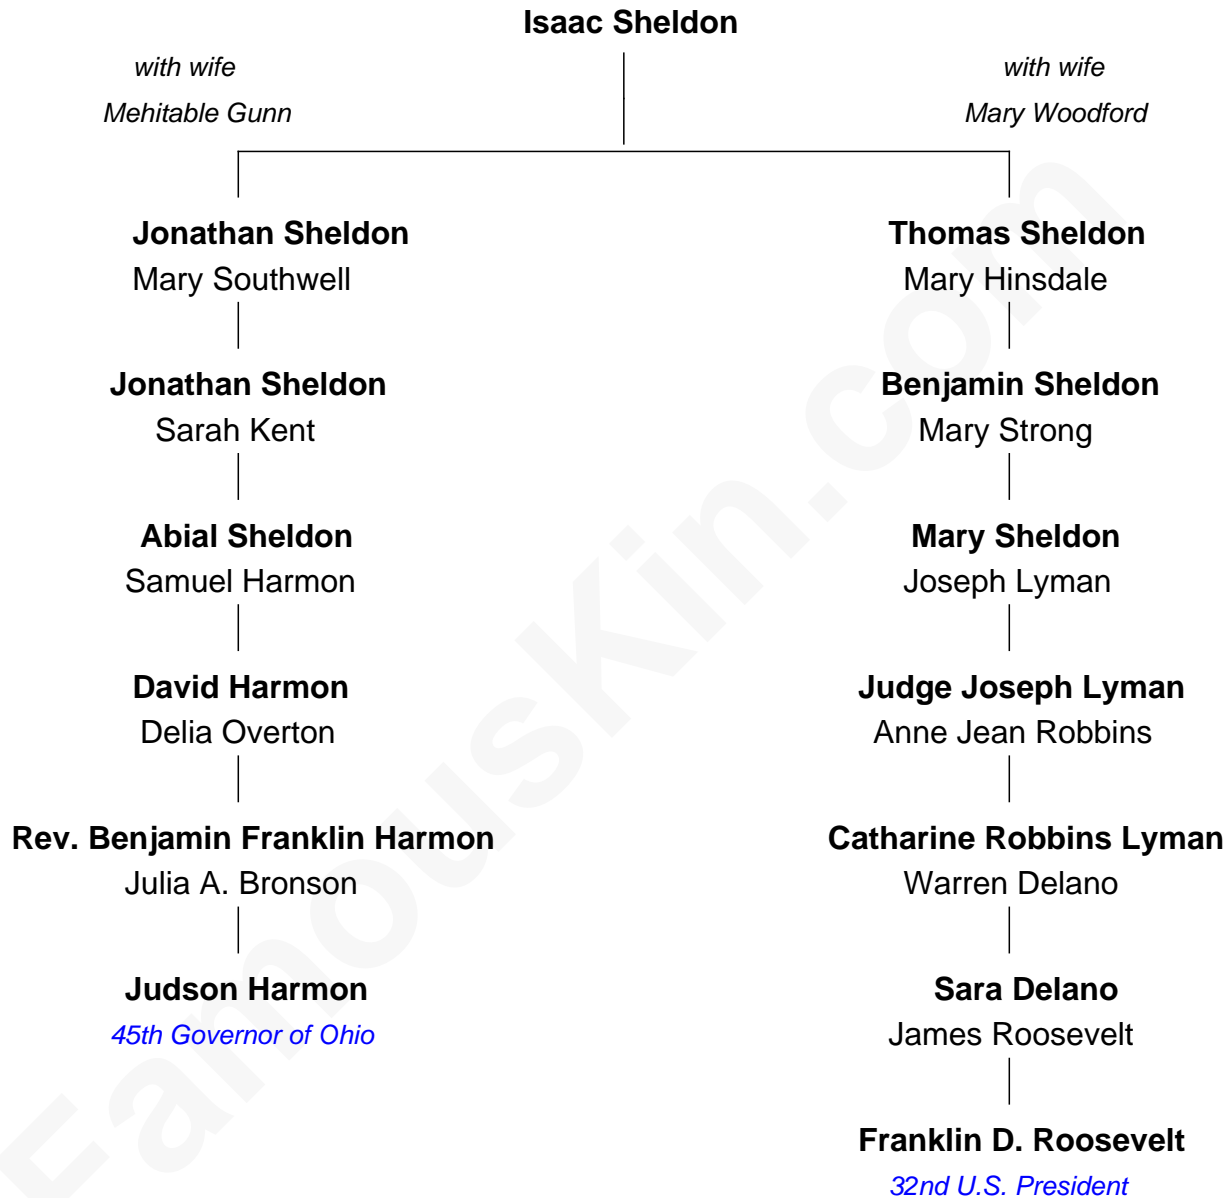 Isaac Sheldon
with wife
Mehitable Gunn
with wife
Mary Woodford
Jonathan Sheldon
Mary Southwell
Jonathan Sheldon
Sarah Kent
Abial Sheldon
Samuel Harmon
David Harmon
Delia Overton
Rev. Benjamin Franklin Harmon
Julia A. Bronson
Judson Harmon
45th Governor of Ohio
Thomas Sheldon
Mary Hinsdale
Benjamin Sheldon
Mary Strong
Mary Sheldon
Joseph Lyman
Judge Joseph Lyman
Anne Jean Robbins
Catharine Robbins Lyman
Warren Delano
Sara Delano
James Roosevelt
Franklin D. Roosevelt
32nd U.S. President
FamousKin.com